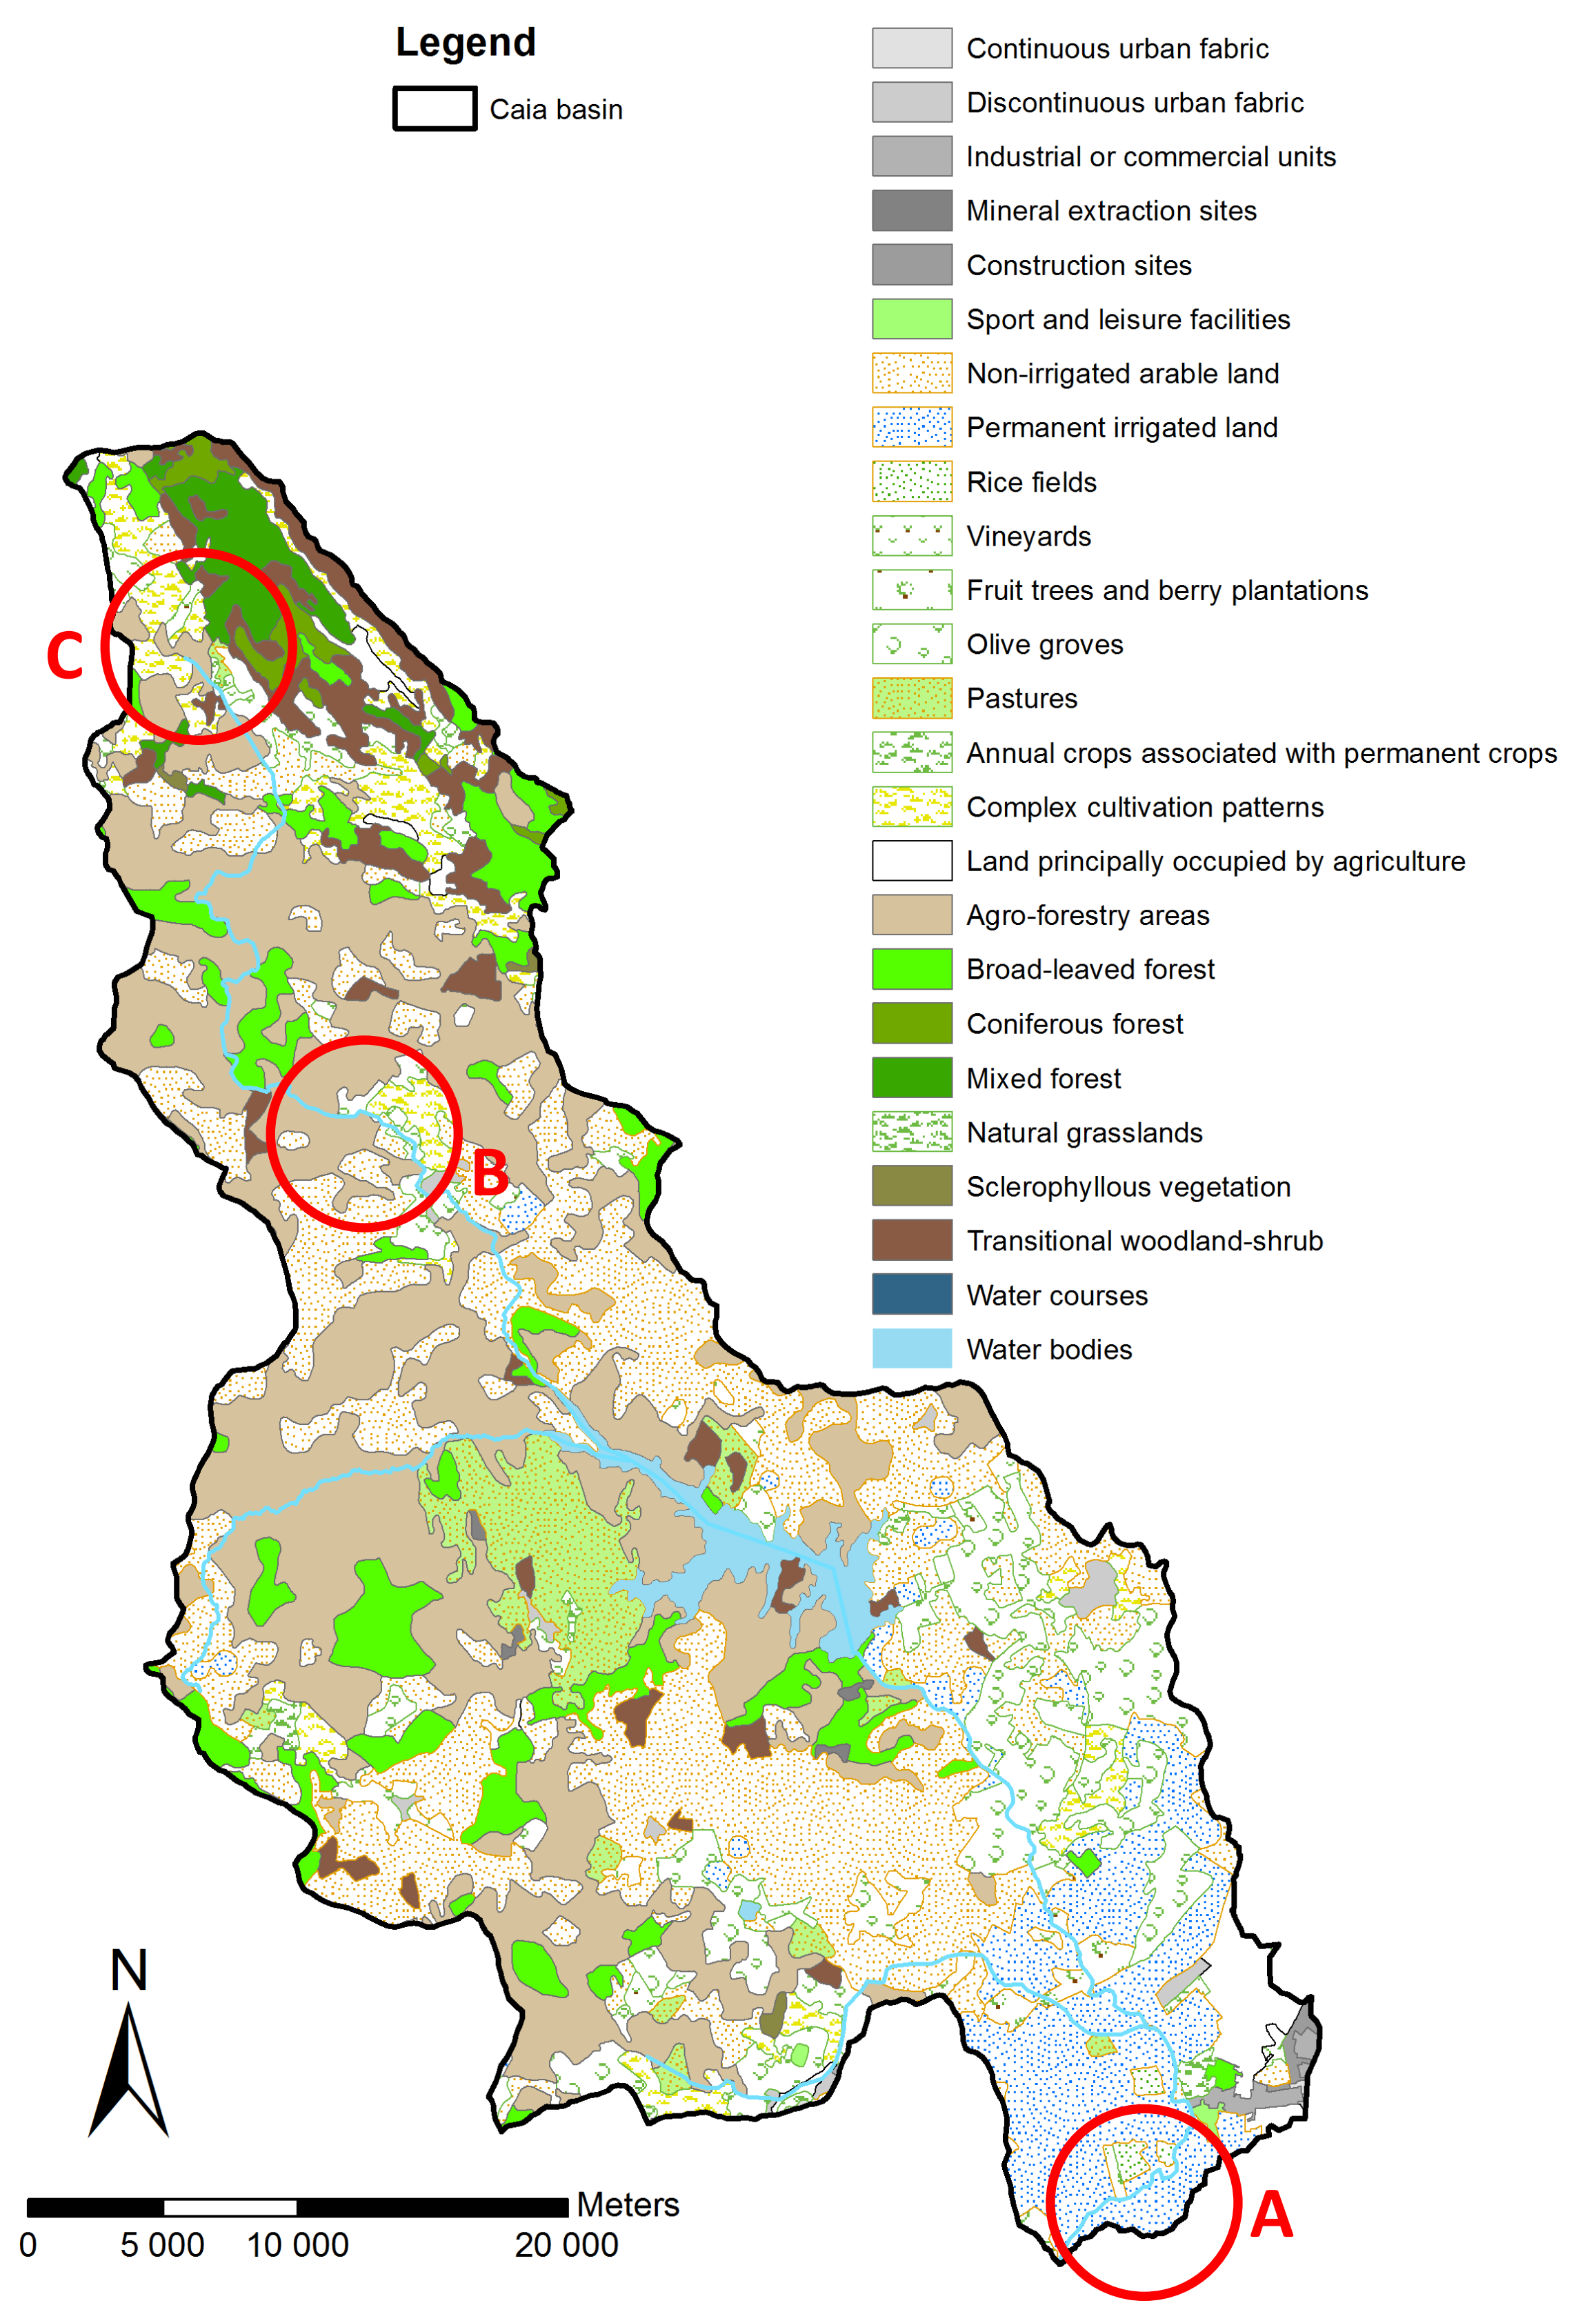 Legend
Caia basin
Continuous urban fabric
Discontinuous urban fabric
Industrial or commercial units
Mineral extraction sites
Construction sites
Sport and leisure facilities
Non-irrigated arable land
Permanent irrigated land
Rice fields
Vineyards
Fruit trees and berry plantations
Olive groves
Pastures
Annual crops associated with permanent crops
Complex cultivation patterns
Land principally occupied by agriculture
Agro-forestry areas
Broad-leaved forest
Coniferous forest
Mixed forest
Natural grasslands
Sclerophyllous vegetation
Transitional woodland-shrub
Water courses
Water bodies
C
B
A
N
Meters
0 5 000 10 000 20 000